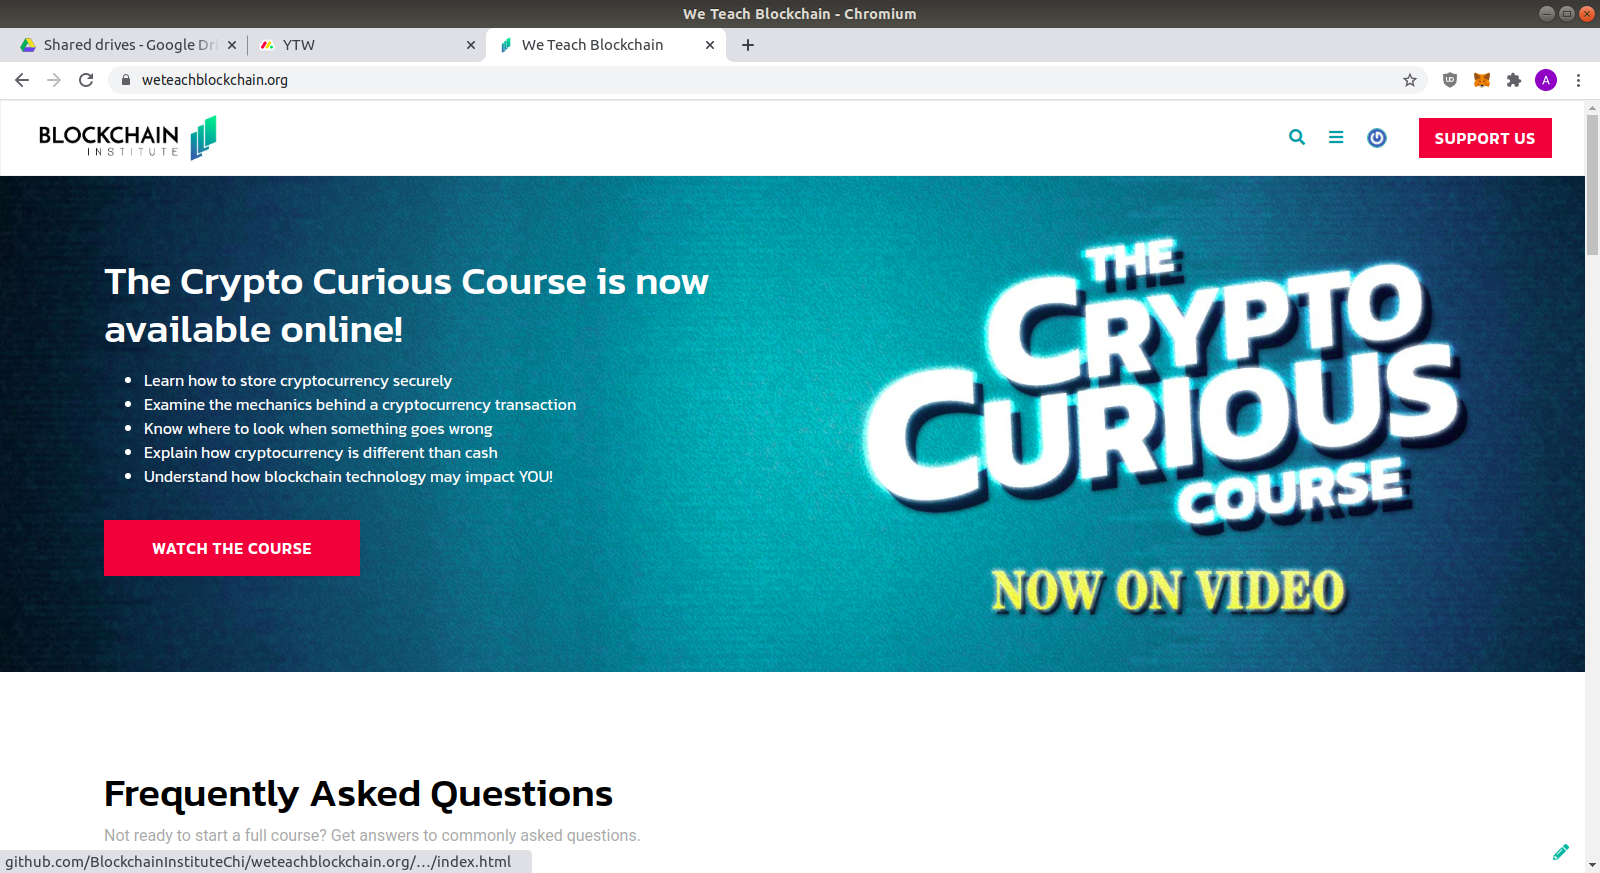 We Teach Blockchain - Chromium
Shared drives - Google Dri
YTW
We Teach Blockchain
weteachblockchain.org
UD
A
BLOCKCHAIN
INSTITUTE
SUPPORT US
The Crypto Curious Course is now
available online!
Learn how to store cryptocurrency securely
Examine the mechanics behind a cryptocurrency transaction
Know where to look when something goes wrong
Explain how cryptocurrency is different than cash
Understand how blockchain technology may impact YOU!
WATCH THE COURSE
THE
CRYPTO
CURIOUS
COURSE
NOW ON VIDEO
Frequently Asked Questions
Not ready to start a full course? Get answers to commonly asked questions.
github.com/BlockchainInstituteChi/weteachblockchain.org/…/index.html